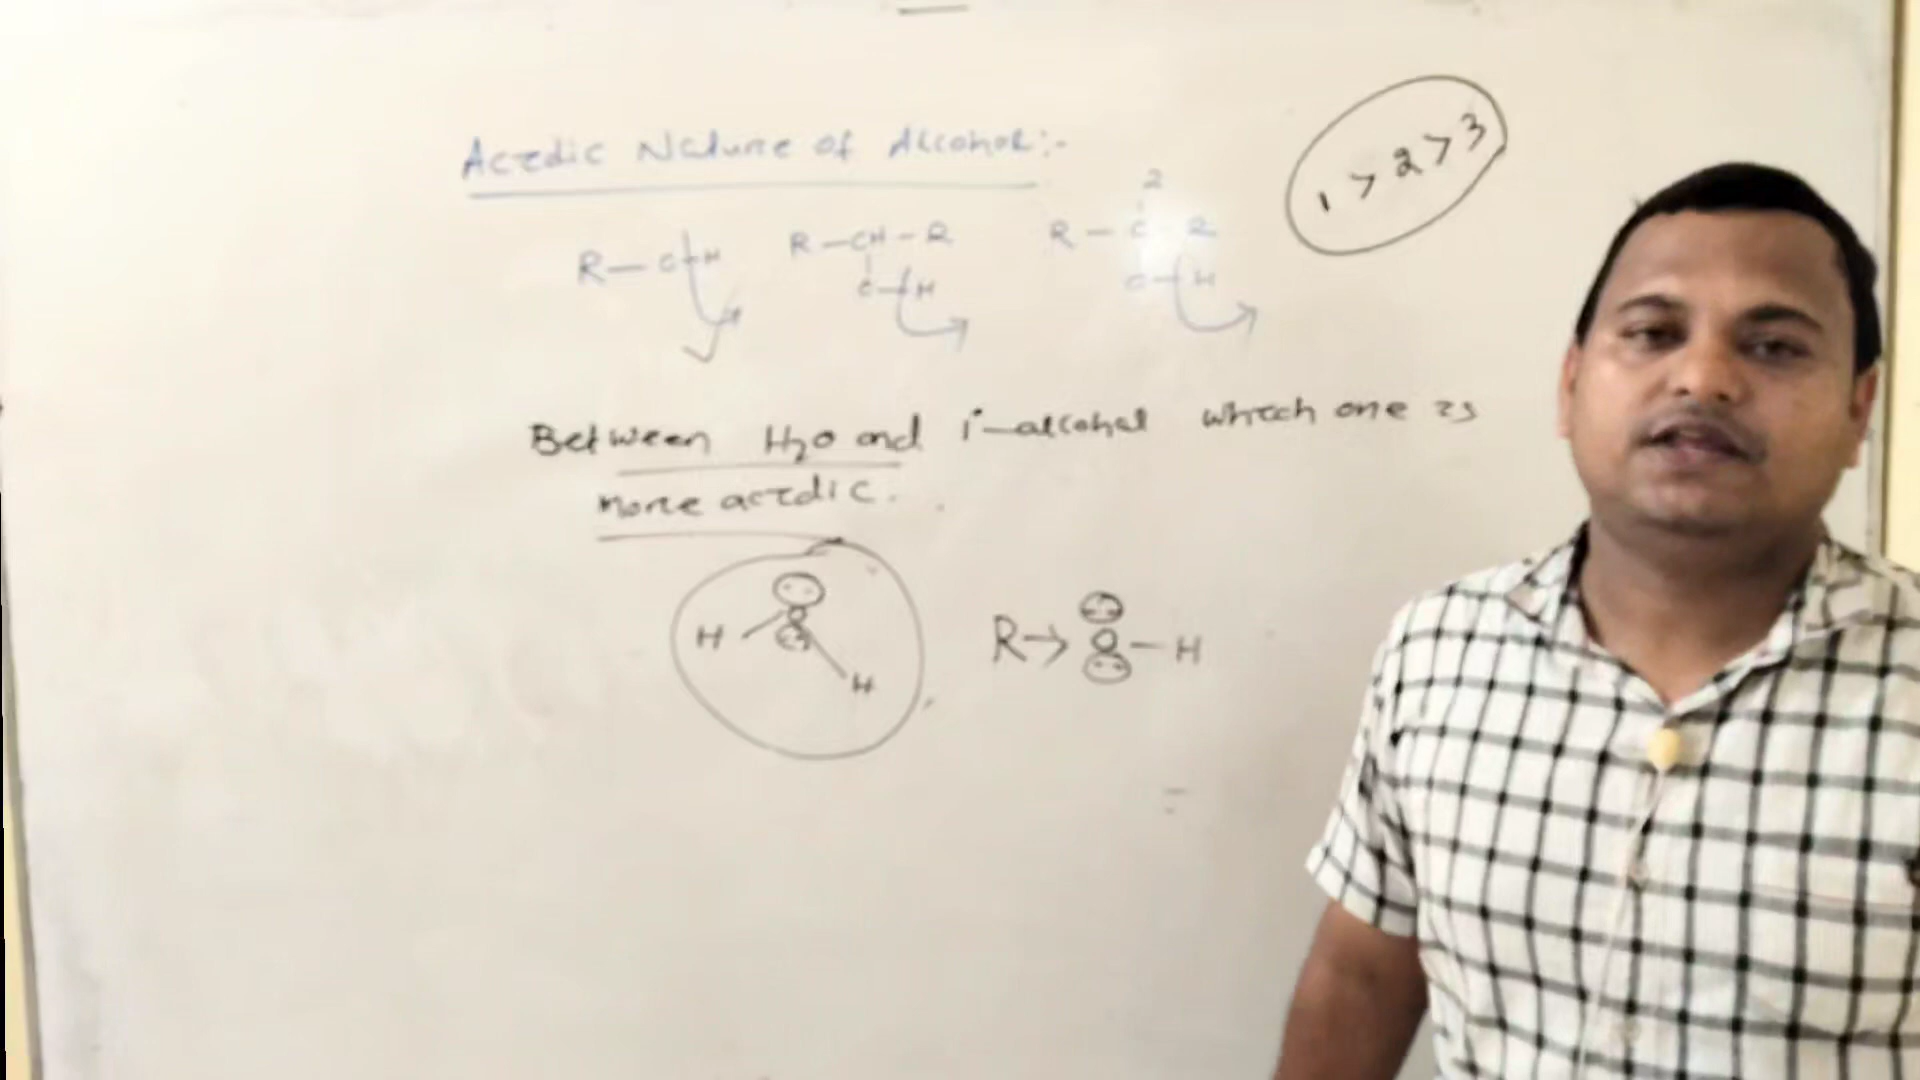 Acidic Nature of Alcohol:-
1 > 2 > 3
R — O — H
R — CH — R
O — H
R
R — C — R
O — H
Between H₂O and 1°-alcohol which one is
more acidic.
H O H
R → O — H